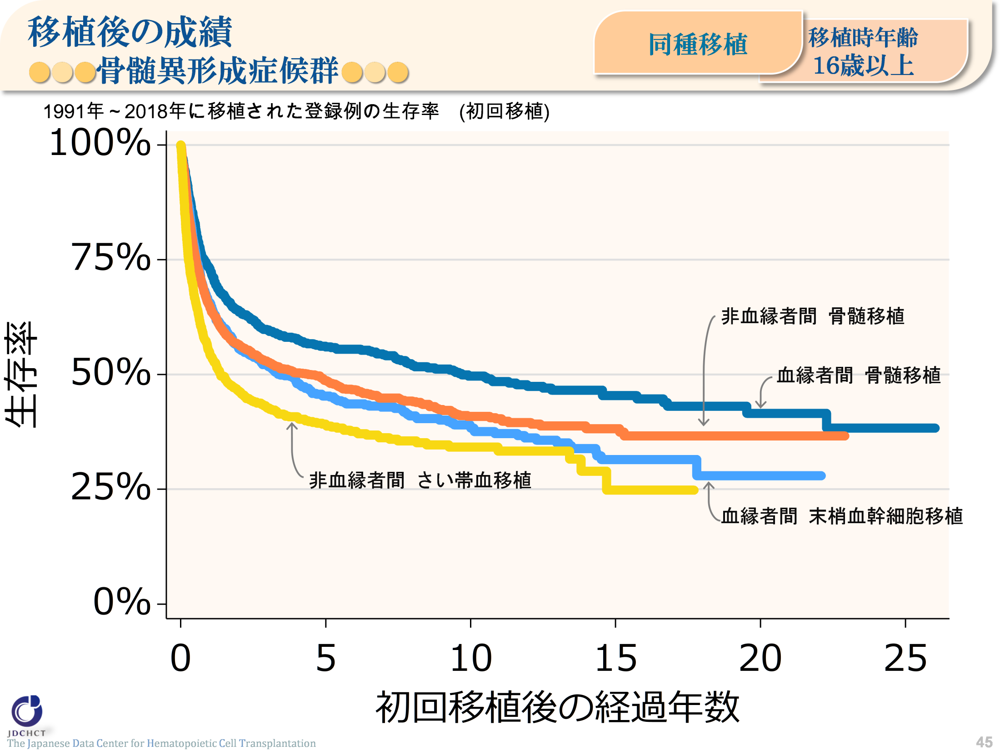 移植後の成績
骨髄異形成症候群
同種移植
移植時年齢
16歳以上
1991年～2018年に移植された登録例の生存率　(初回移植)
100%
75%
50%
25%
0%
生存率
非血縁者間 骨髄移植
血縁者間 骨髄移植
非血縁者間 さい帯血移植
血縁者間 末梢血幹細胞移植
0 5 10 15 20 25
初回移植後の経過年数
JDCHCT
The Japanese Data Center for Hematopoietic Cell Transplantation
45